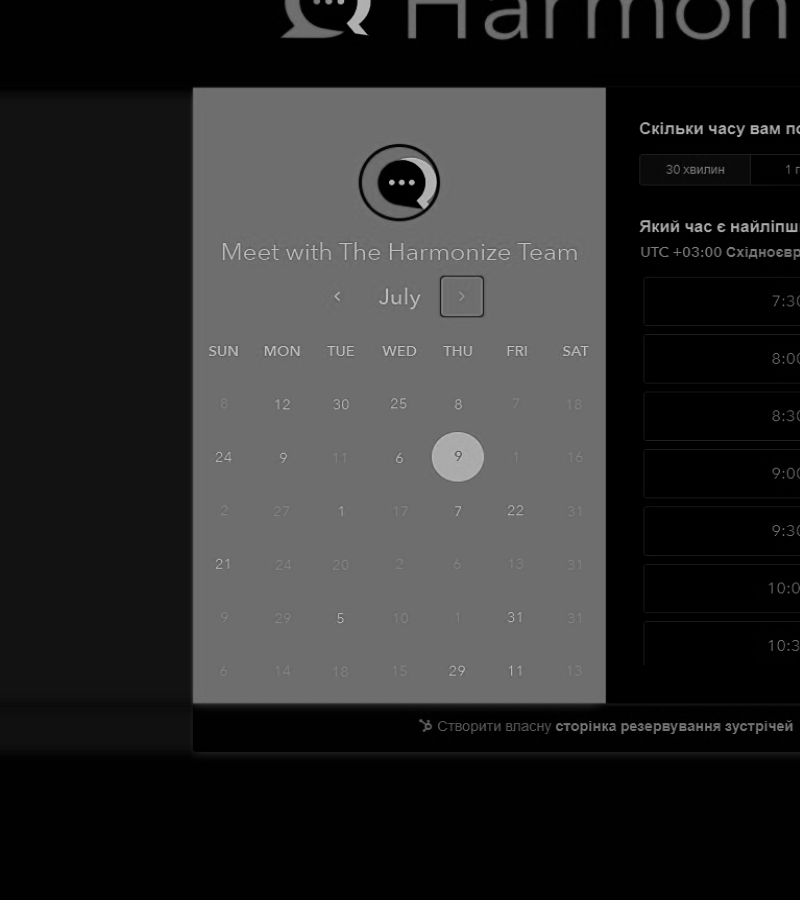 Harmon
Meet with The Harmonize Team
July
SUN MON TUE WED THU FRI SAT
8 12 30 25 8 7 18
24 9 11 6 9 1 16
2 27 1 17 7 22 31
21 24 20 2 6 13 31
9 29 5 10 1 31 31
6 14 18 15 29 11 13
Скільки часу вам по
30 хвилин 1 г
Який час є найліпш
UTC +03:00 Східноєвр
7:30
8:00
8:30
9:00
9:30
10:0
10:3
Створити власну сторінка резервування зустрічей